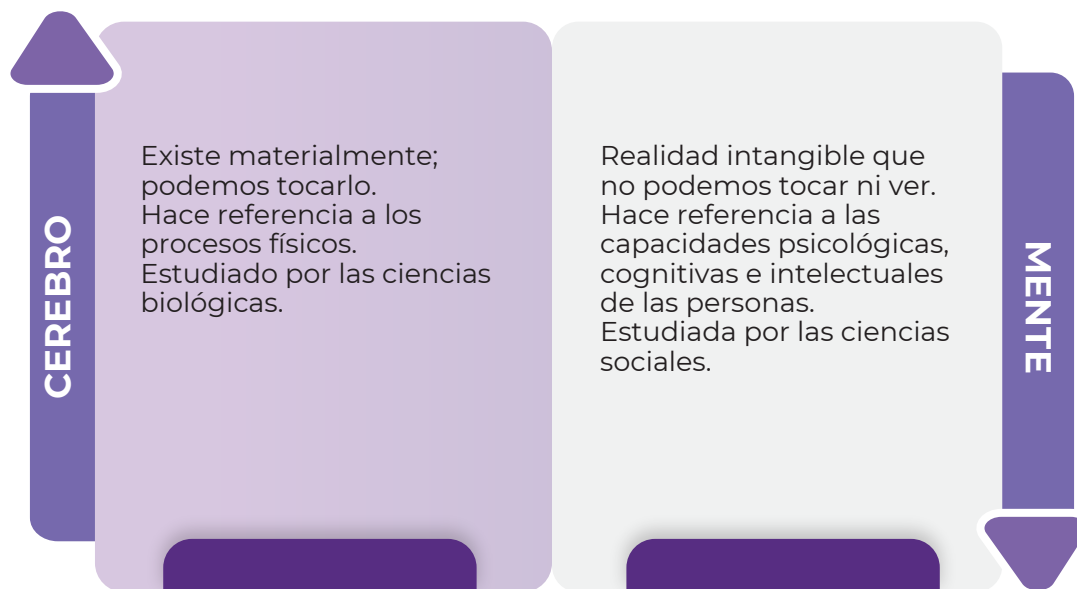 CEREBRO
Existe materialmente;
podemos tocarlo.
Hace referencia a los
procesos físicos.
Estudiado por las ciencias
biológicas.
Realidad intangible que
no podemos tocar ni ver.
Hace referencia a las
capacidades psicológicas,
cognitivas e intelectuales
de las personas.
Estudiada por las ciencias
sociales.
MENTE